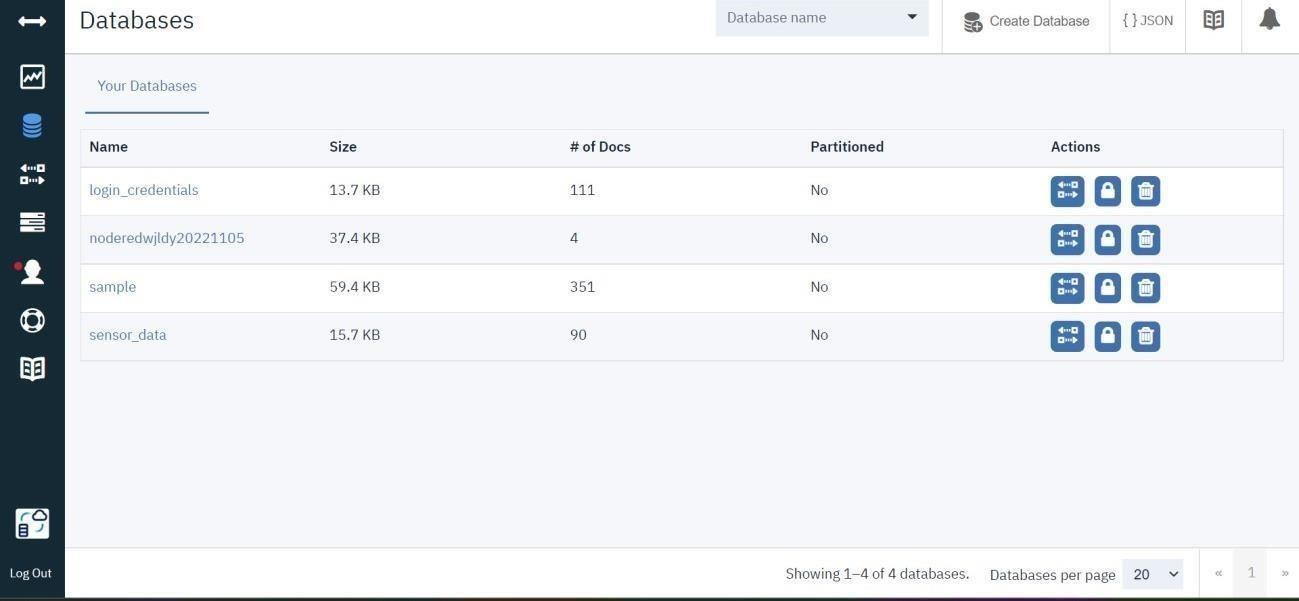 Databases
Database name
Create Database
{ } JSON
Your Databases
Name Size # of Docs Partitioned Actions
login_credentials 13.7 KB 111 No
noderedwjldy20221105 37.4 KB 4 No
sample 59.4 KB 351 No
sensor_data 15.7 KB 90 No
Log Out
Showing 1–4 of 4 databases. Databases per page 20 « 1 »